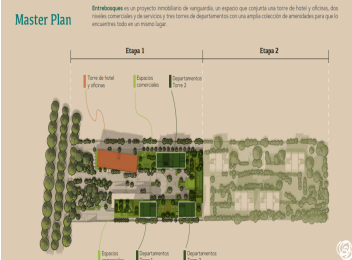 Master Plan
Entrebosques es un proyecto inmobiliario de vanguardia, un espacio que conjunta una torre de hotel y oficinas, dos
niveles comerciales y de servicios y tres torres de departamentos con una amplia colección de amenidades para que lo
encuentres todo en un mismo lugar.
Etapa 1
Etapa 2
Torre de hotel
y oficinas
Espacios
comerciales
Departamentos
Torre 2
Espacios
Departamentos
Departamentos